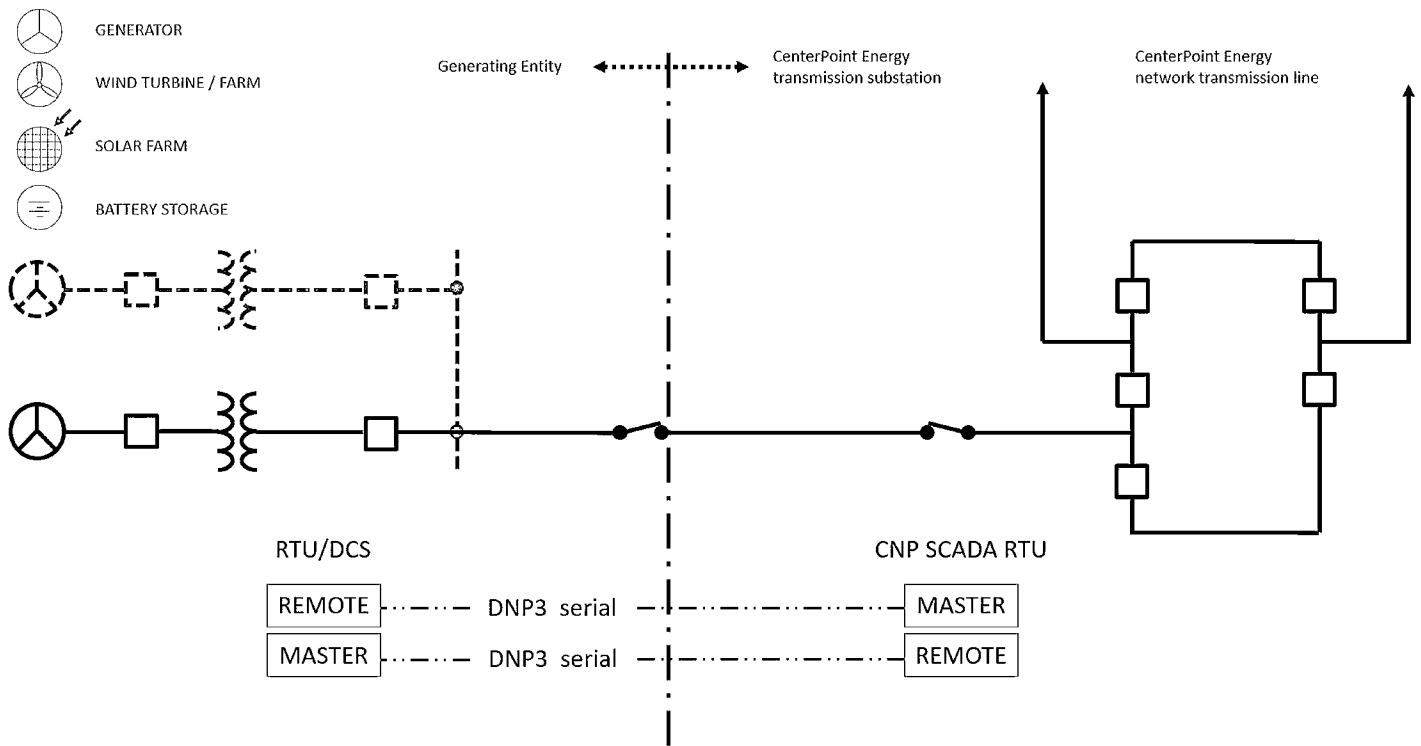 GENERATOR
WIND TURBINE / FARM
SOLAR FARM
BATTERY STORAGE
Generating Entity
CenterPoint Energy
transmission substation
CenterPoint Energy
network transmission line
RTU/DCS
CNP SCADA RTU
REMOTE
DNP3 serial
MASTER
MASTER
DNP3 serial
REMOTE